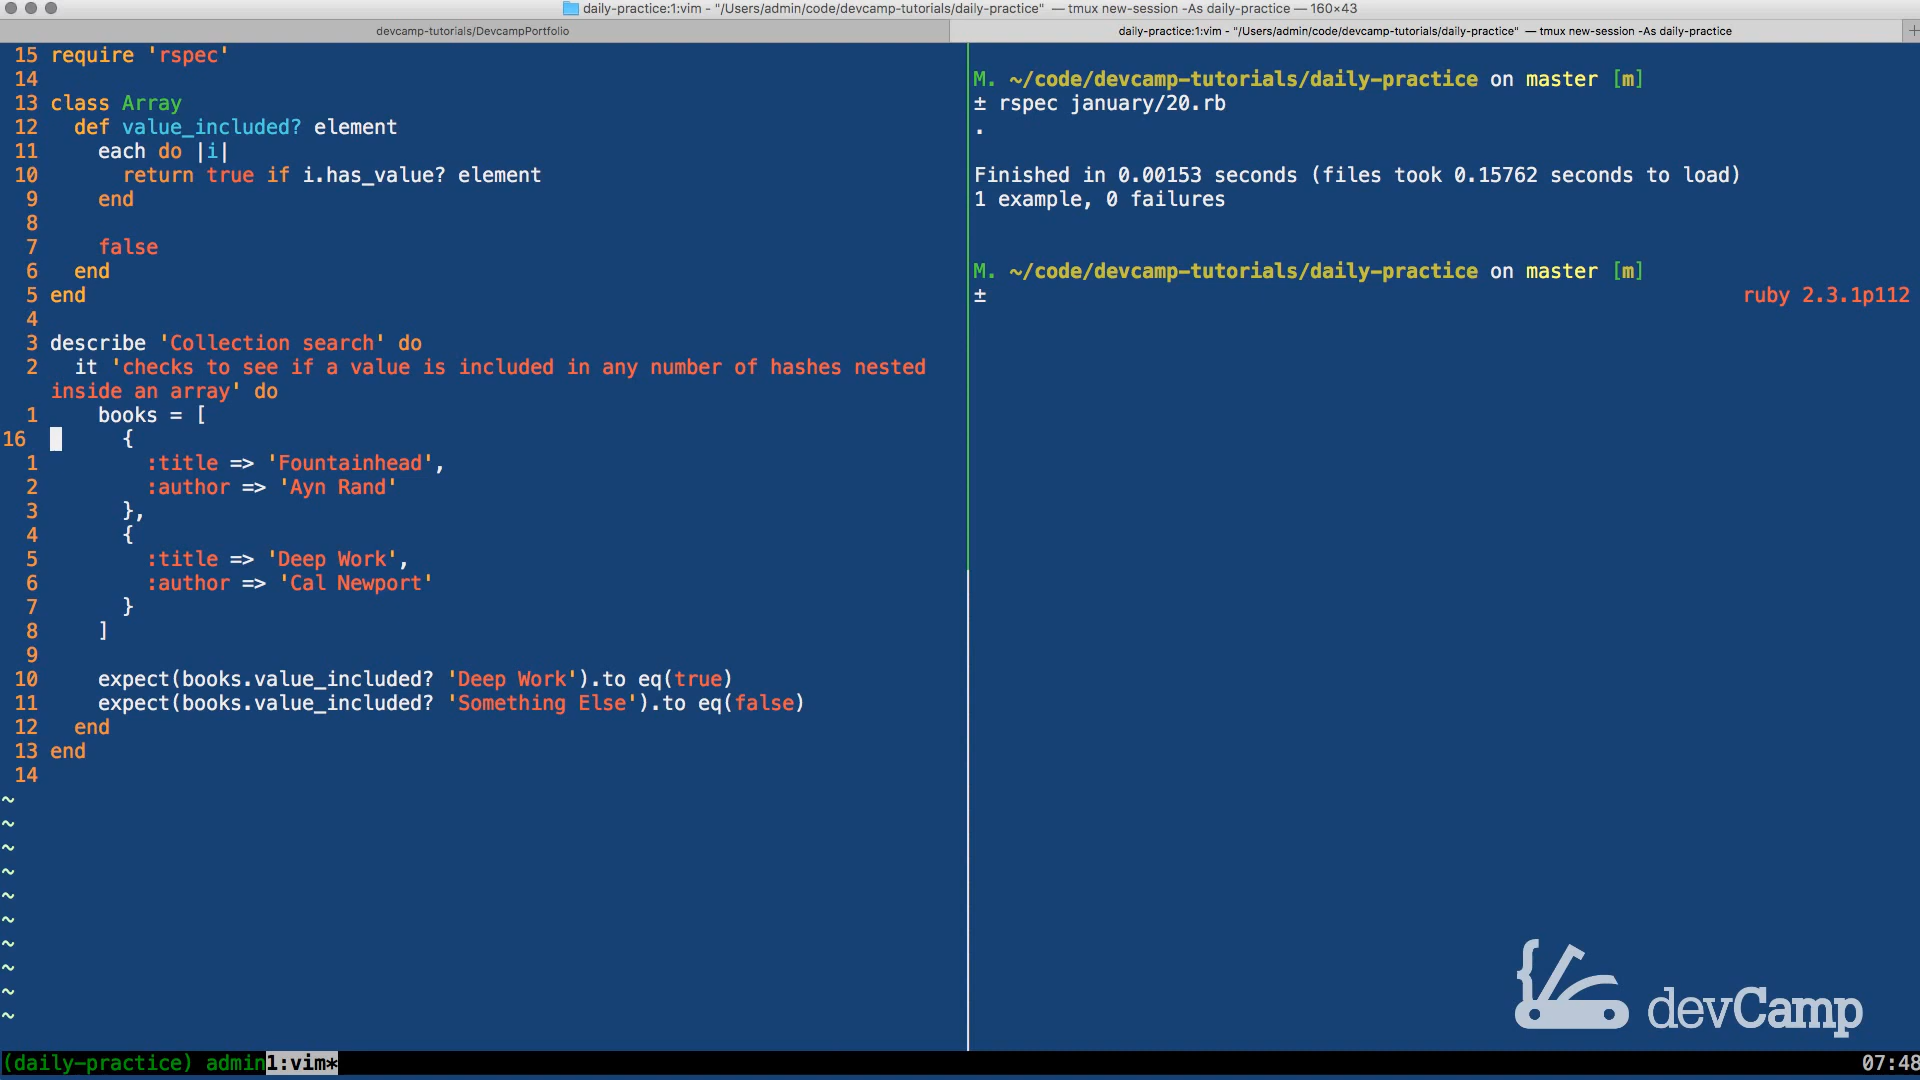 daily-practice:1:vim - "/Users/admin/code/devcamp-tutorials/daily-practice" — tmux new-session -As daily-practice — 160×43
devcamp-tutorials/DevcampPortfolio
daily-practice:1:vim - "/Users/admin/code/devcamp-tutorials/daily-practice" — tmux new-session -As daily-practice
+
15 require 'rspec'
14
13 class Array
12   def value_included? element
11     each do |i|
10       return true if i.has_value? element
9     end
8
7     false
6   end
5 end
4
3 describe 'Collection search' do
2   it 'checks to see if a value is included in any number of hashes nested
inside an array' do
1     books = [
16       {
1         :title => 'Fountainhead',
2         :author => 'Ayn Rand'
3       },
4       {
5         :title => 'Deep Work',
6         :author => 'Cal Newport'
7       }
8     ]
9
10     expect(books.value_included? 'Deep Work').to eq(true)
11     expect(books.value_included? 'Something Else').to eq(false)
12   end
13 end
14
~
~
~
~
~
~
~
~
~
~
M. ~/code/devcamp-tutorials/daily-practice on master [m]
± rspec january/20.rb
.
Finished in 0.00153 seconds (files took 0.15762 seconds to load)
1 example, 0 failures
M. ~/code/devcamp-tutorials/daily-practice on master [m]
± ruby 2.3.1p112
devCamp
(daily-practice) admin1:vim* 07:48